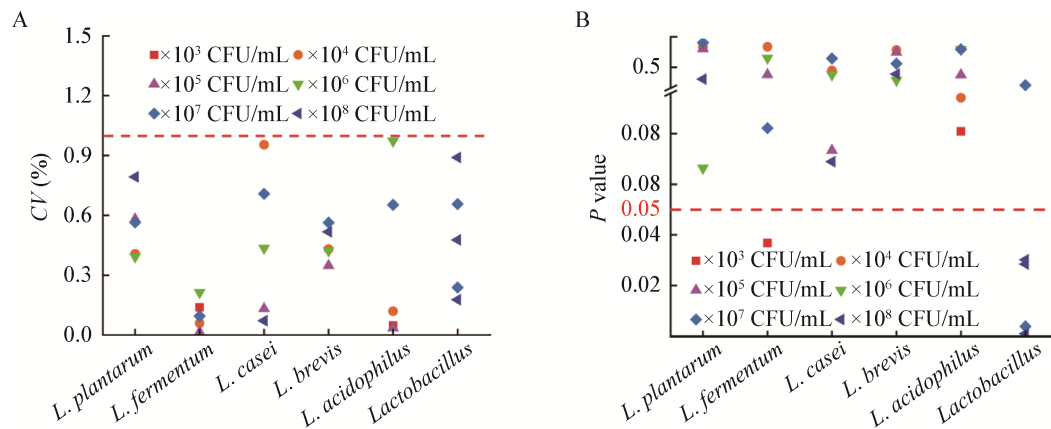 A
CV (%)
1.5
1.2
0.9
0.6
0.3
0.0
×10³ CFU/mL ×10⁴ CFU/mL
×10⁵ CFU/mL ×10⁶ CFU/mL
×10⁷ CFU/mL ×10⁸ CFU/mL
L. plantarum
L. fermentum
L. casei
L. brevis
L. acidophilus
Lactobacillus
B
P value
0.5
0.08
0.08
0.05
0.04
0.02
×10³ CFU/mL ×10⁴ CFU/mL
×10⁵ CFU/mL ×10⁶ CFU/mL
×10⁷ CFU/mL ×10⁸ CFU/mL
L. plantarum
L. fermentum
L. casei
L. brevis
L. acidophilus
Lactobacillus